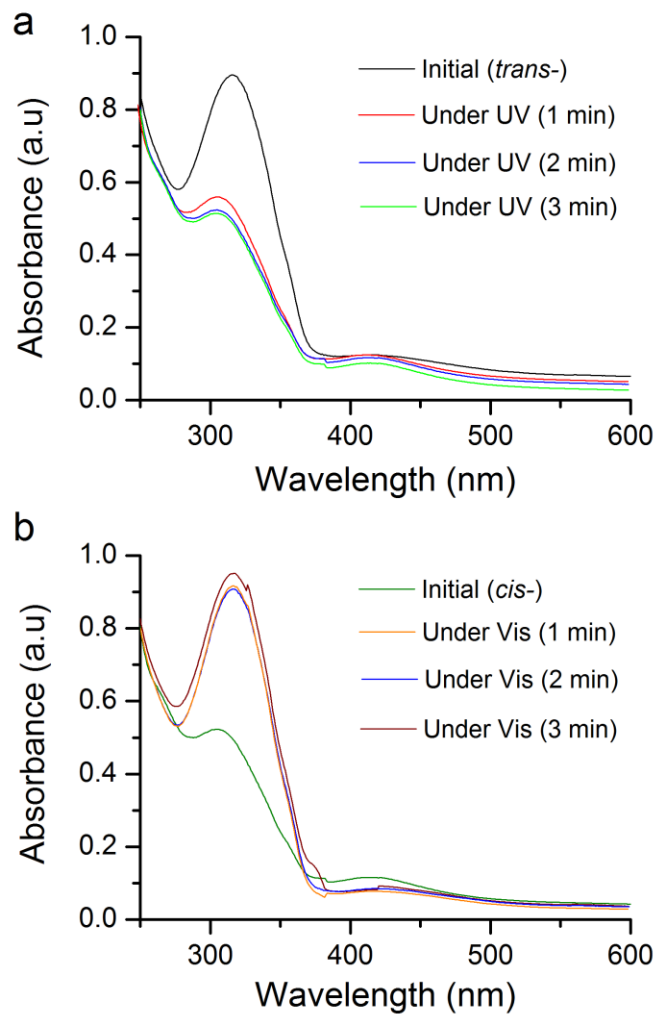 a
1.0
0.8
0.6
0.4
0.2
0.0
Absorbance (a.u)
Initial (trans-)
Under UV (1 min)
Under UV (2 min)
Under UV (3 min)
300
400
500
600
Wavelength (nm)
b
1.0
0.8
0.6
0.4
0.2
0.0
Absorbance (a.u)
Initial (cis-)
Under Vis (1 min)
Under Vis (2 min)
Under Vis (3 min)
300
400
500
600
Wavelength (nm)